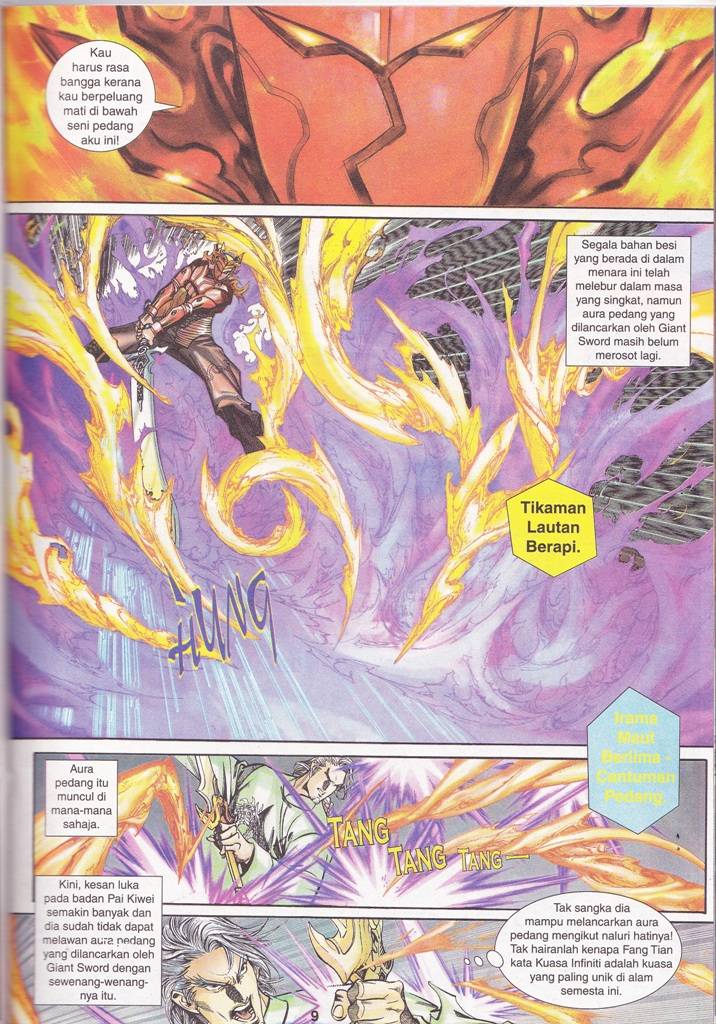 Kau
harus rasa
bangga kerana
kau berpeluang
mati di bawah
seni pedang
aku ini!
Segala bahan besi
yang berada di dalam
menara ini telah
melebur dalam masa
yang singkat, namun
aura pedang yang
dilancarkan oleh Giant
Sword masih belum
merosot lagi.
Tikaman
Lautan
Berapi.
HUNG
Irama
Maut
Berlima -
Cantuman
Pedang.
Aura
pedang itu
muncul di
mana-mana
sahaja.
TANG
TANG TANG—
Kini, kesan luka
pada badan Pai Kiwei
semakin banyak dan
dia sudah tidak dapat
melawan aura pedang
yang dilancarkan oleh
Giant Sword dengan
sewenang-wenang-
nya itu.
Tak sangka dia
mampu melancarkan aura
pedang mengikut naluri hatinya!
Tak hairanlah kenapa Fang Tian
kata Kuasa Infiniti adalah kuasa
yang paling unik di alam
semesta ini.
9